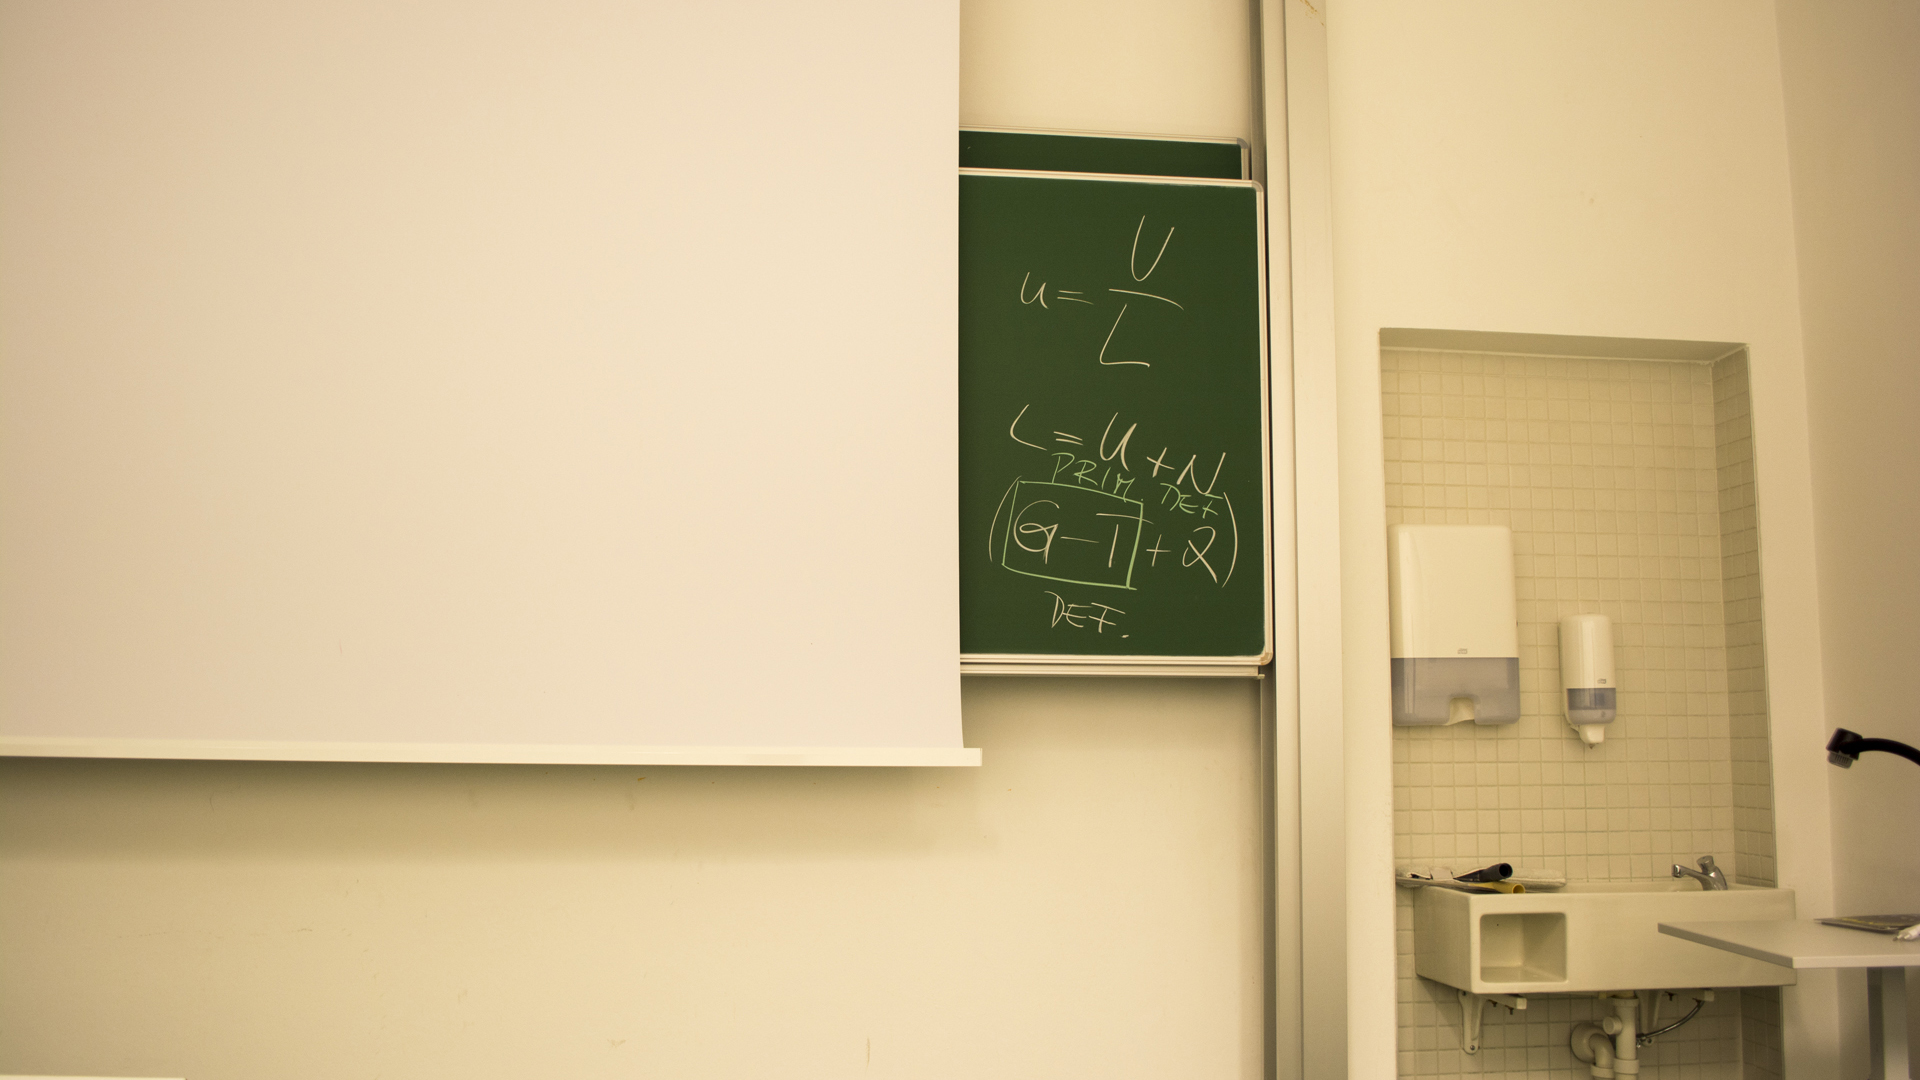 u = U / L
L = U + N
PRIM. DEF
(G - T + Q)
DEF.